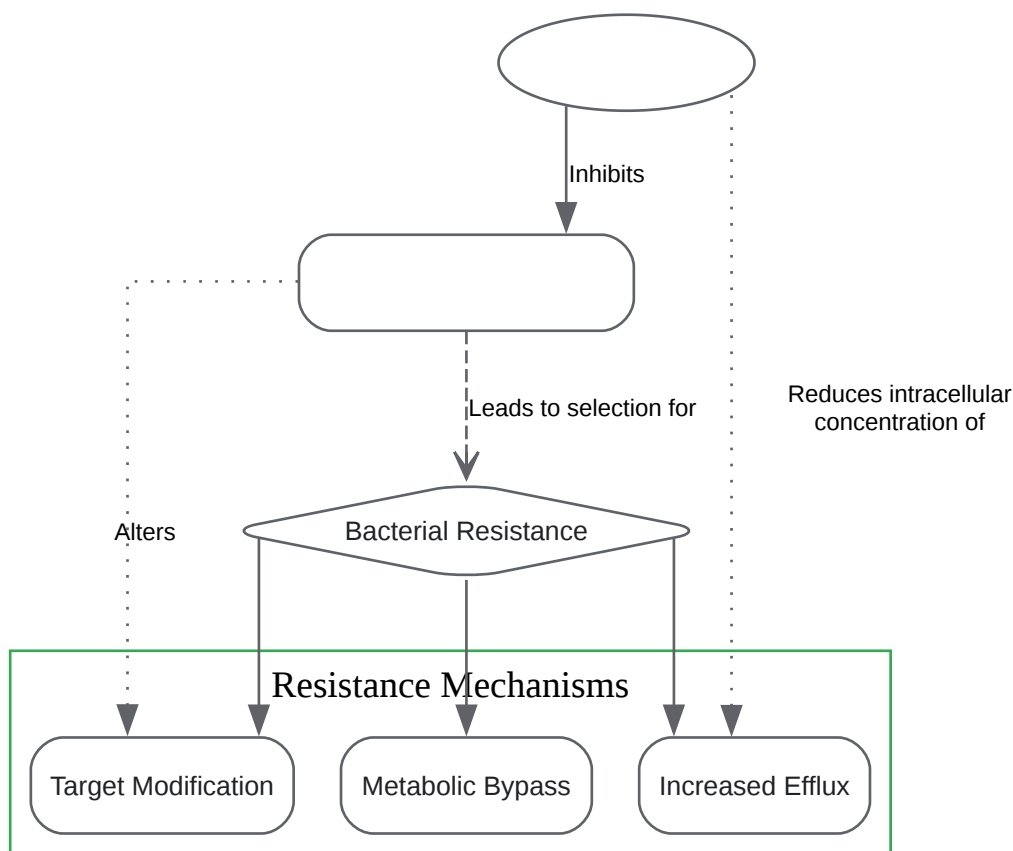 Inhibits
Reduces intracellular
concentration of
Leads to selection for
Bacterial Resistance
Alters
Resistance Mechanisms
Target Modification
Metabolic Bypass
Increased Efflux